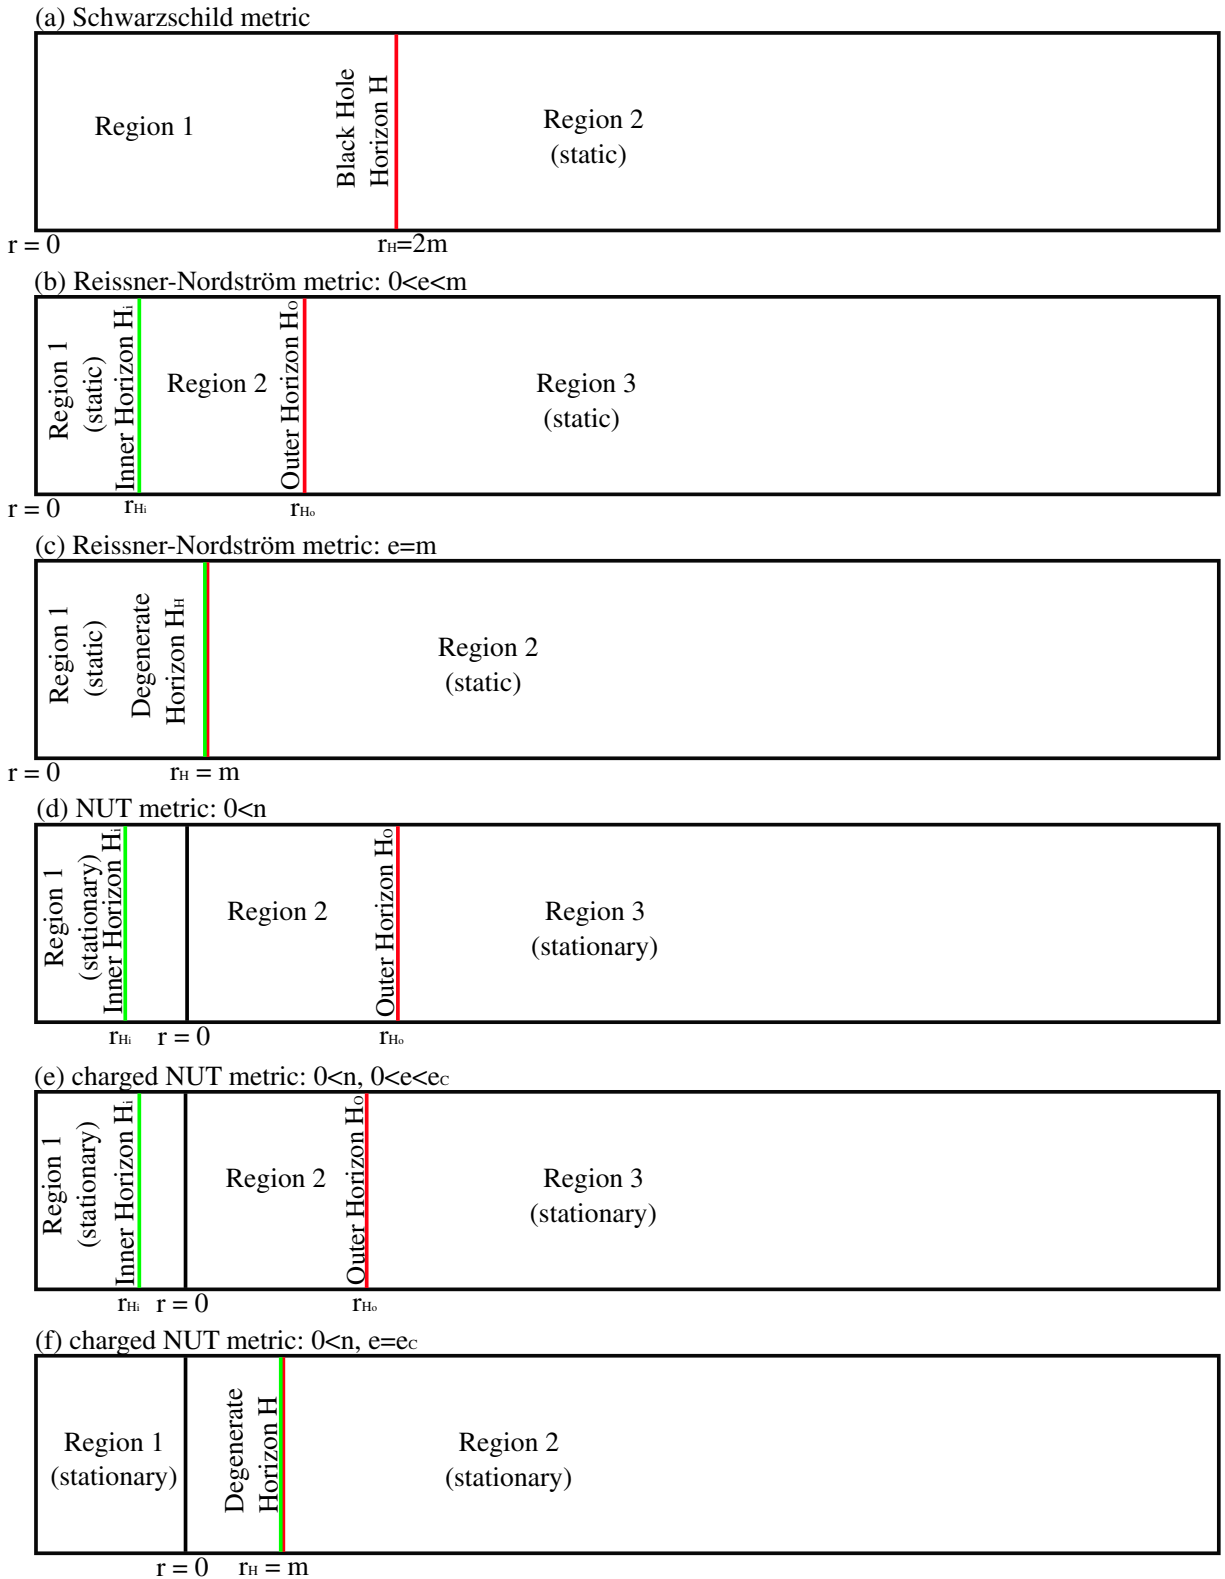 (a) Schwarzschild metric
Region 1
Black Hole
Horizon H
Region 2
(static)
r = 0
rH=2m
(b) Reissner-Nordström metric: 0<e<m
Region 1
(static)
Inner Horizon Hi
Region 2
Outer Horizon Ho
Region 3
(static)
r = 0
rHi
rHo
(c) Reissner-Nordström metric: e=m
Region 1
(static)
Degenerate
Horizon HH
Region 2
(static)
r = 0
rH = m
(d) NUT metric: 0<n
Region 1
(stationary)
Inner Horizon Hi
Region 2
Outer Horizon Ho
Region 3
(stationary)
rHi
r = 0
rHo
(e) charged NUT metric: 0<n, 0<e<eC
Region 1
(stationary)
Inner Horizon Hi
Region 2
Outer Horizon Ho
Region 3
(stationary)
rHi
r = 0
rHo
(f) charged NUT metric: 0<n, e=eC
Region 1
(stationary)
Degenerate
Horizon H
Region 2
(stationary)
r = 0
rH = m